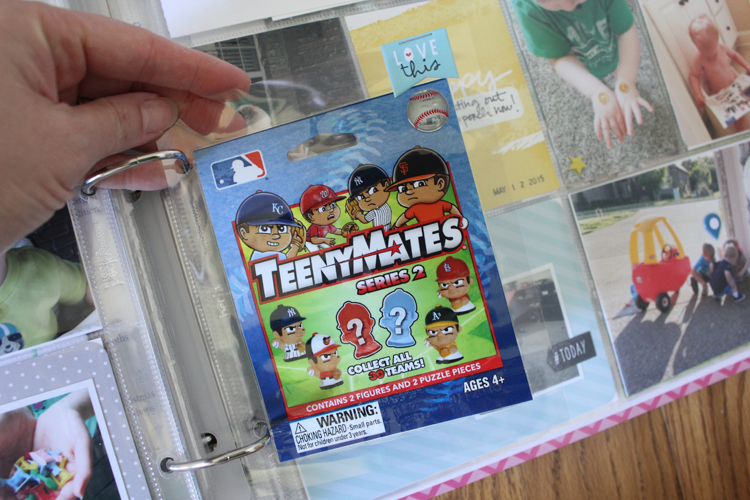 LOVE
this
MAY 1 2 2015
TEENYMATES
SERIES 2
COLLECT ALL
30 TEAMS!
CONTAINS 2 FIGURES AND 2 PUZZLE PIECES
AGES 4+
WARNING:
CHOKING HAZARD Small parts.
Not for children under 3 years.
#TODAY